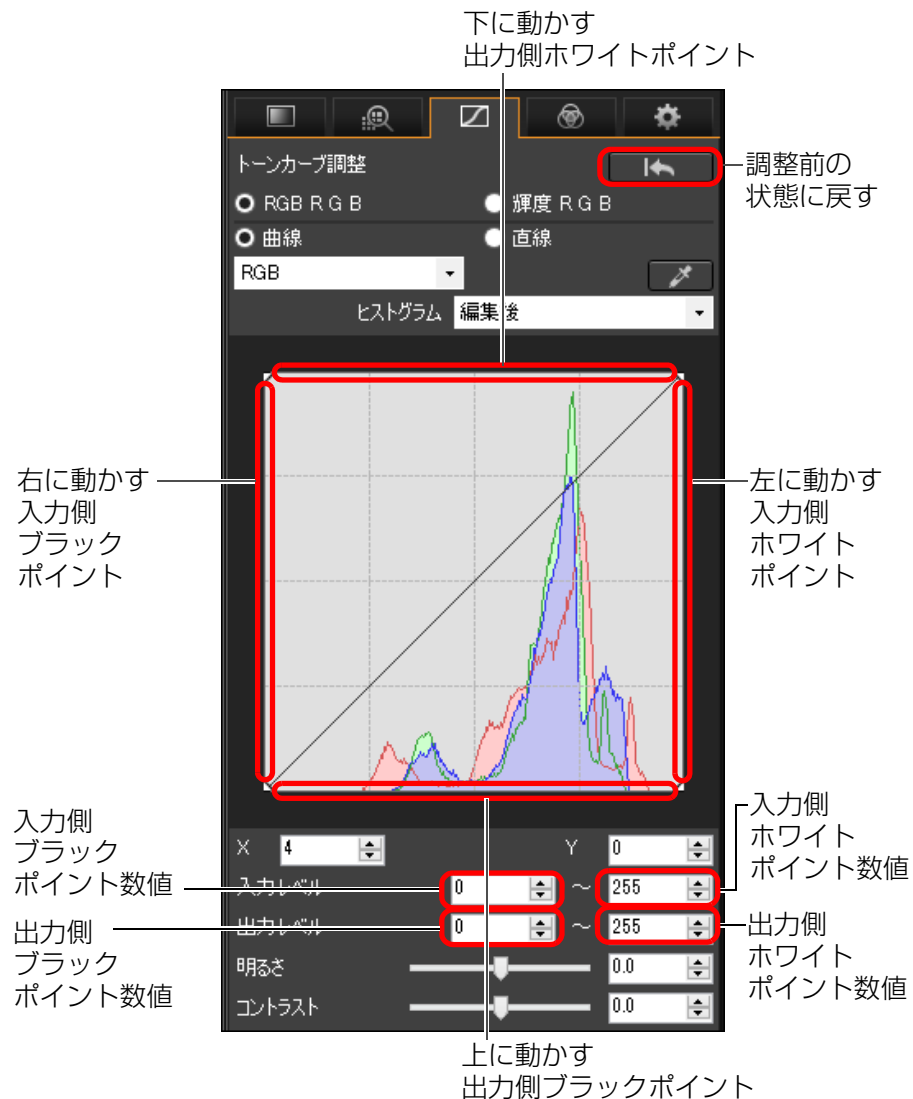 下に動かす
出力側ホワイトポイント
トーンカーブ調整
調整前の
状態に戻す
RGB R G B
輝度 R G B
曲線
直線
RGB
ヒストグラム 編集後
右に動かす
入力側
ブラック
ポイント
左に動かす
入力側
ホワイト
ポイント
入力側
ブラック
ポイント数値
入力側
ホワイト
ポイント数値
X 4 Y 0
入力レベル 0 ～ 255
出力レベル 0 ～ 255
出力側
ブラック
ポイント数値
出力側
ホワイト
ポイント数値
明るさ 0.0
コントラスト 0.0
上に動かす
出力側ブラックポイント